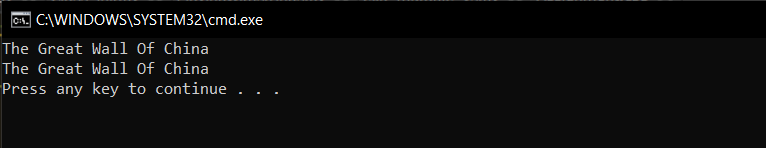 C:\WINDOWS\SYSTEM32\cmd.exe
The Great Wall Of China
The Great Wall Of China
Press any key to continue . . .